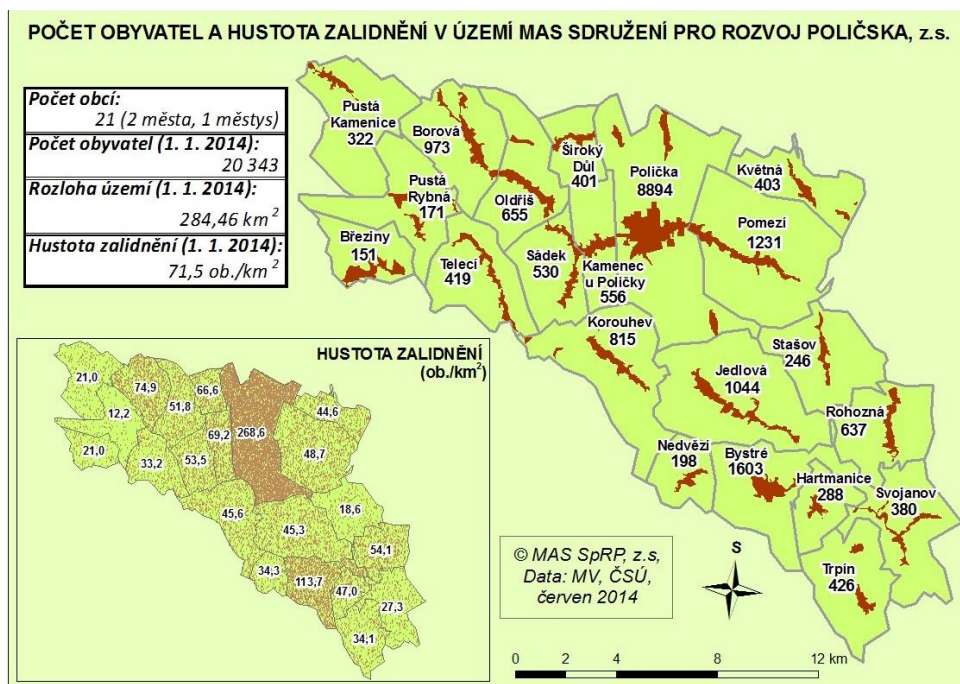 POČET OBYVATEL A HUSTOTA ZALIDNĚNÍ V ÚZEMÍ MAS SDRUŽENÍ PRO ROZVOJ POLIČSKA, z.s.
Počet obcí:
21 (2 města, 1 městys)
Počet obyvatel (1. 1. 2014):
20 343
Rozloha území (1. 1. 2014):
284,46 km²
Hustota zalidnění (1. 1. 2014):
71,5 ob./km²
Pustá
Kamenice
322
Borová
973
Široký
Důl
401
Polička
8894
Květná
403
Pustá
Rybná
171
Oldřiš
655
Pomezí
1231
Březiny
151
Telecí
419
Sádek
530
Kamenec
u Poličky
556
Korouhev
815
Stašov
246
Jedlová
1044
Rohozná
637
Nedvězí
198
Bystré
1603
Hartmanice
288
Svojanov
380
Trpín
426
HUSTOTA ZALIDNĚNÍ
(ob./km²)
21,0
74,9
66,6
12,2
51,8
44,6
69,2
268,6
21,0
33,2
53,5
48,7
45,6
18,6
45,3
54,1
34,3
113,7
47,0
27,3
34,1
© MAS SpRP, z.s,
Data: MV, ČSÚ,
červen 2014
S
0 2 4 8 12 km